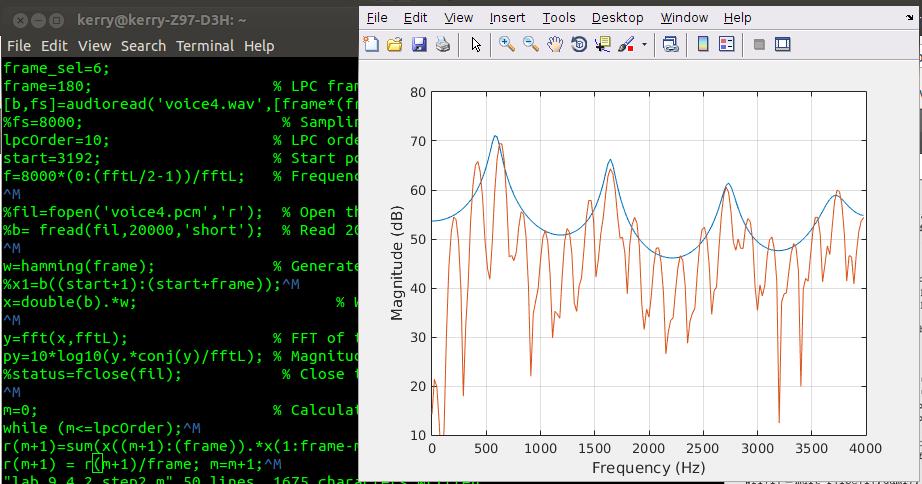 kerry@kerry-Z97-D3H: ~
File Edit View Search Terminal Help
frame_sel=6;
frame=180; % LPC fram
[b,fs]=audioread('voice4.wav',[frame*(fr
%fs=8000; % Samplin
lpcOrder=10; % LPC orde
start=3192; % Start po
f=8000*(0:(fftL/2-1))/fftL; % Frequenc
^M
%fil=fopen('voice4.pcm','r'); % Open th
%b= fread(fil,20000,'short'); % Read 20
^M
w=hamming(frame); % Generate
%x1=b((start+1):(start+frame));^M
x=double(b).*w; % W
^M
y=fft(x,fftL); % FFT of t
py=10*log10(y.*conj(y)/fftL); % Magnitud
%status=fclose(fil); % Close t
^M
m=0; % Calculat
while (m<=lpcOrder);^M
r(m+1)=sum(x((m+1):(frame)).*x(1:frame-m
r(m+1) = r(m+1)/frame; m=m+1;^M
"lab_9_4_2_step2.m" 50 lines, 1675 characters written
File Edit View Insert Tools Desktop Window Help
80
70
60
50
40
30
20
10
Magnitude (dB)
0 500 1000 1500 2000 2500 3000 3500 4000
Frequency (Hz)